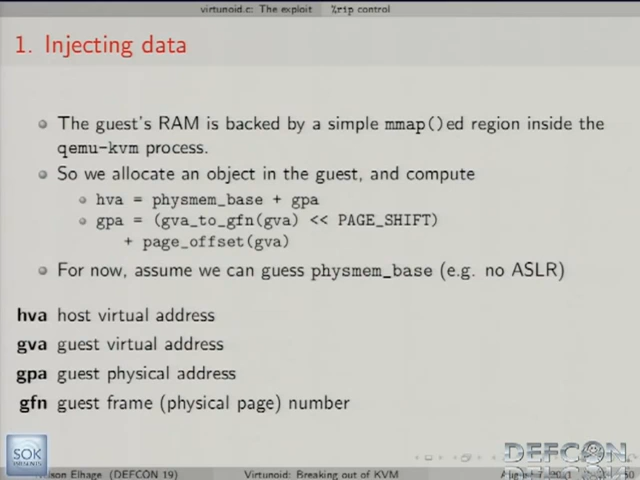 virtunoid.c: The exploit %rip control
1. Injecting data
The guest's RAM is backed by a simple mmap()ed region inside the
qemu-kvm process.
So we allocate an object in the guest, and compute
hva = physmem_base + gpa
gpa = (gva_to_gfn(gva) << PAGE_SHIFT)
+ page_offset(gva)
For now, assume we can guess physmem_base (e.g. no ASLR)
hva host virtual address
gva guest virtual address
gpa guest physical address
gfn guest frame (physical page) number
SOK
DEFCON
Elhage (DEFCON 19) Virtunoid: Breaking out of KVM